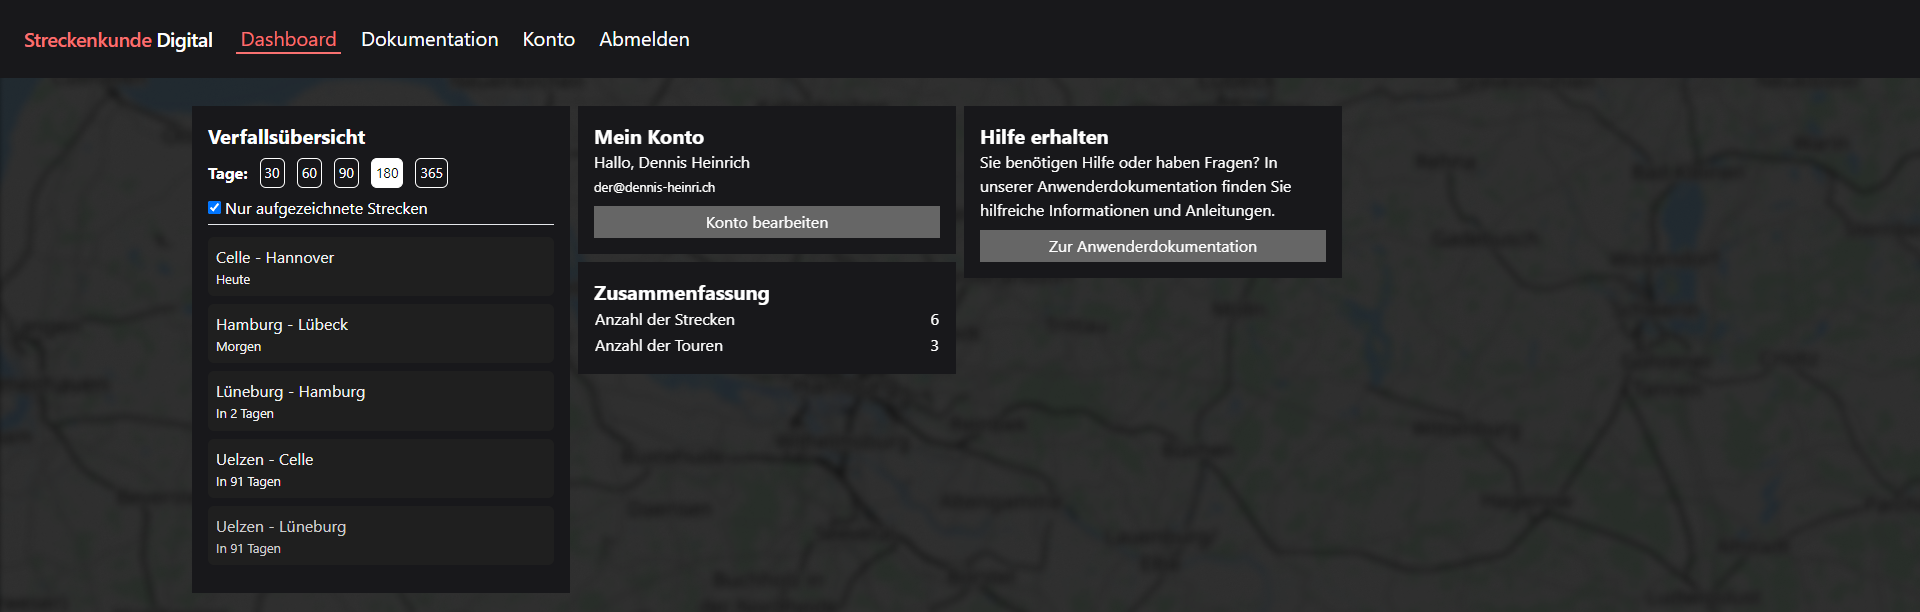 Streckenkunde Digital Dashboard Dokumentation Konto Abmelden
Verfallsübersicht
Tage: 30 60 90 180 365
Nur aufgezeichnete Strecken
Celle - Hannover
Heute
Hamburg - Lübeck
Morgen
Lüneburg - Hamburg
In 2 Tagen
Uelzen - Celle
In 91 Tagen
Uelzen - Lüneburg
In 91 Tagen
Mein Konto
Hallo, Dennis Heinrich
der@dennis-heinri.ch
Konto bearbeiten
Zusammenfassung
Anzahl der Strecken 6
Anzahl der Touren 3
Hilfe erhalten
Sie benötigen Hilfe oder haben Fragen? In
unserer Anwenderdokumentation finden Sie
hilfreiche Informationen und Anleitungen.
Zur Anwenderdokumentation